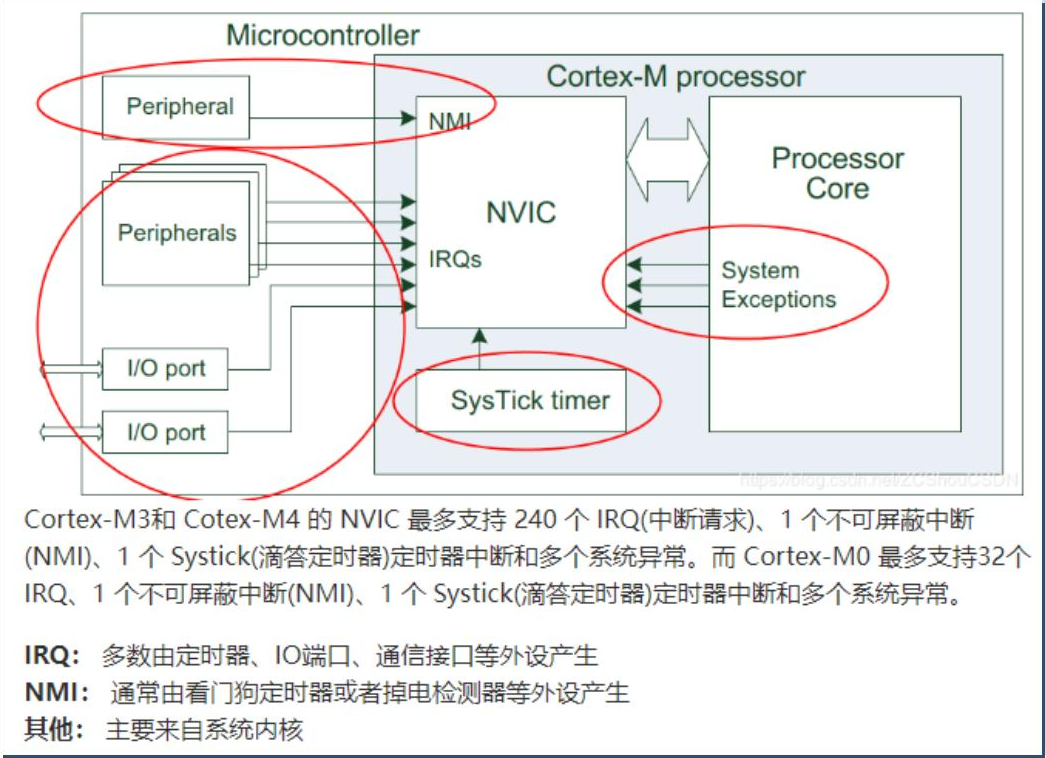 Microcontroller
Cortex-M processor
Peripheral
NMI
Processor
Core
NVIC
Peripherals
IRQs
System
Exceptions
I/O port
SysTick timer
I/O port
https://blog.csdn.net/ZCShouCSDN
Cortex-M3和 Cotex-M4 的 NVIC 最多支持 240 个 IRQ(中断请求)、1 个不可屏蔽中断
(NMI)、1 个 Systick(滴答定时器)定时器中断和多个系统异常。而 Cortex-M0 最多支持32个
IRQ、1 个不可屏蔽中断(NMI)、1 个 Systick(滴答定时器)定时器中断和多个系统异常。
IRQ： 多数由定时器、IO端口、通信接口等外设产生
NMI： 通常由看门狗定时器或者掉电检测器等外设产生
其他： 主要来自系统内核